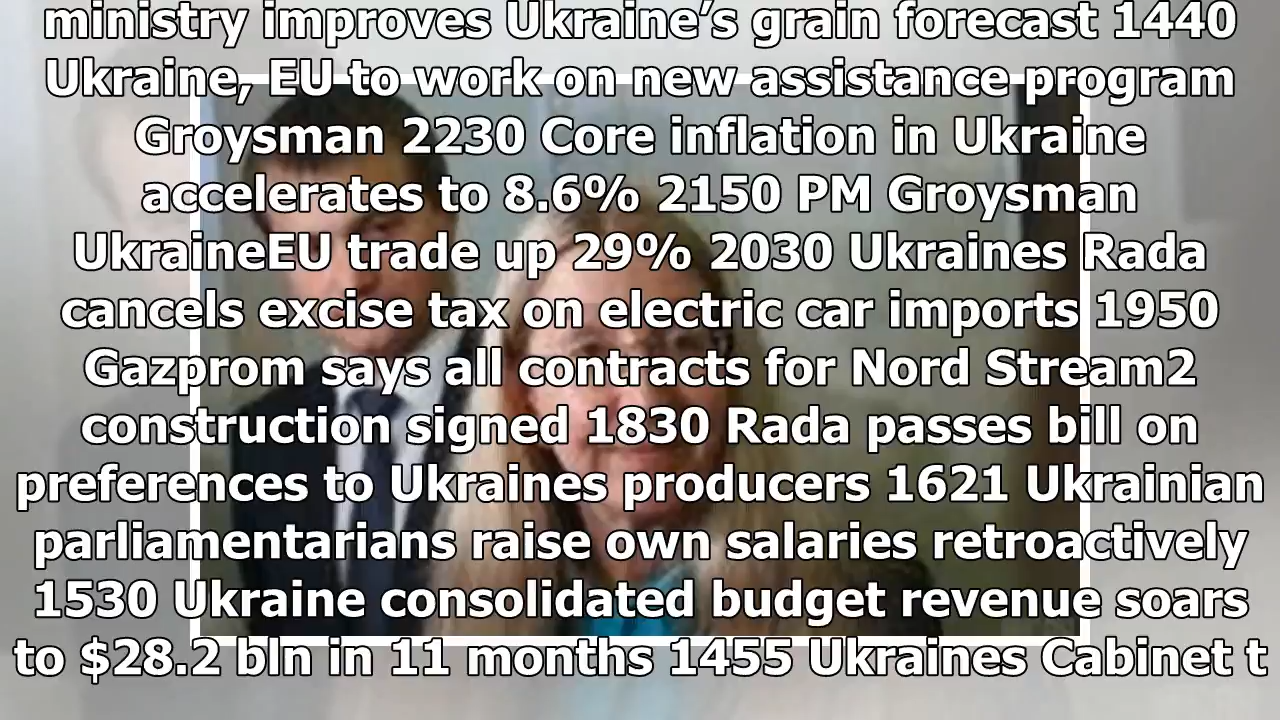 ministry improves Ukraine’s grain forecast 1440
Ukraine, EU to work on new assistance program
Groysman 2230 Core inflation in Ukraine
accelerates to 8.6% 2150 PM Groysman
UkraineEU trade up 29% 2030 Ukraines Rada
cancels excise tax on electric car imports 1950
Gazprom says all contracts for Nord Stream2
construction signed 1830 Rada passes bill on
preferences to Ukraines producers 1621 Ukrainian
parliamentarians raise own salaries retroactively
1530 Ukraine consolidated budget revenue soars
to $28.2 bln in 11 months 1455 Ukraines Cabinet t